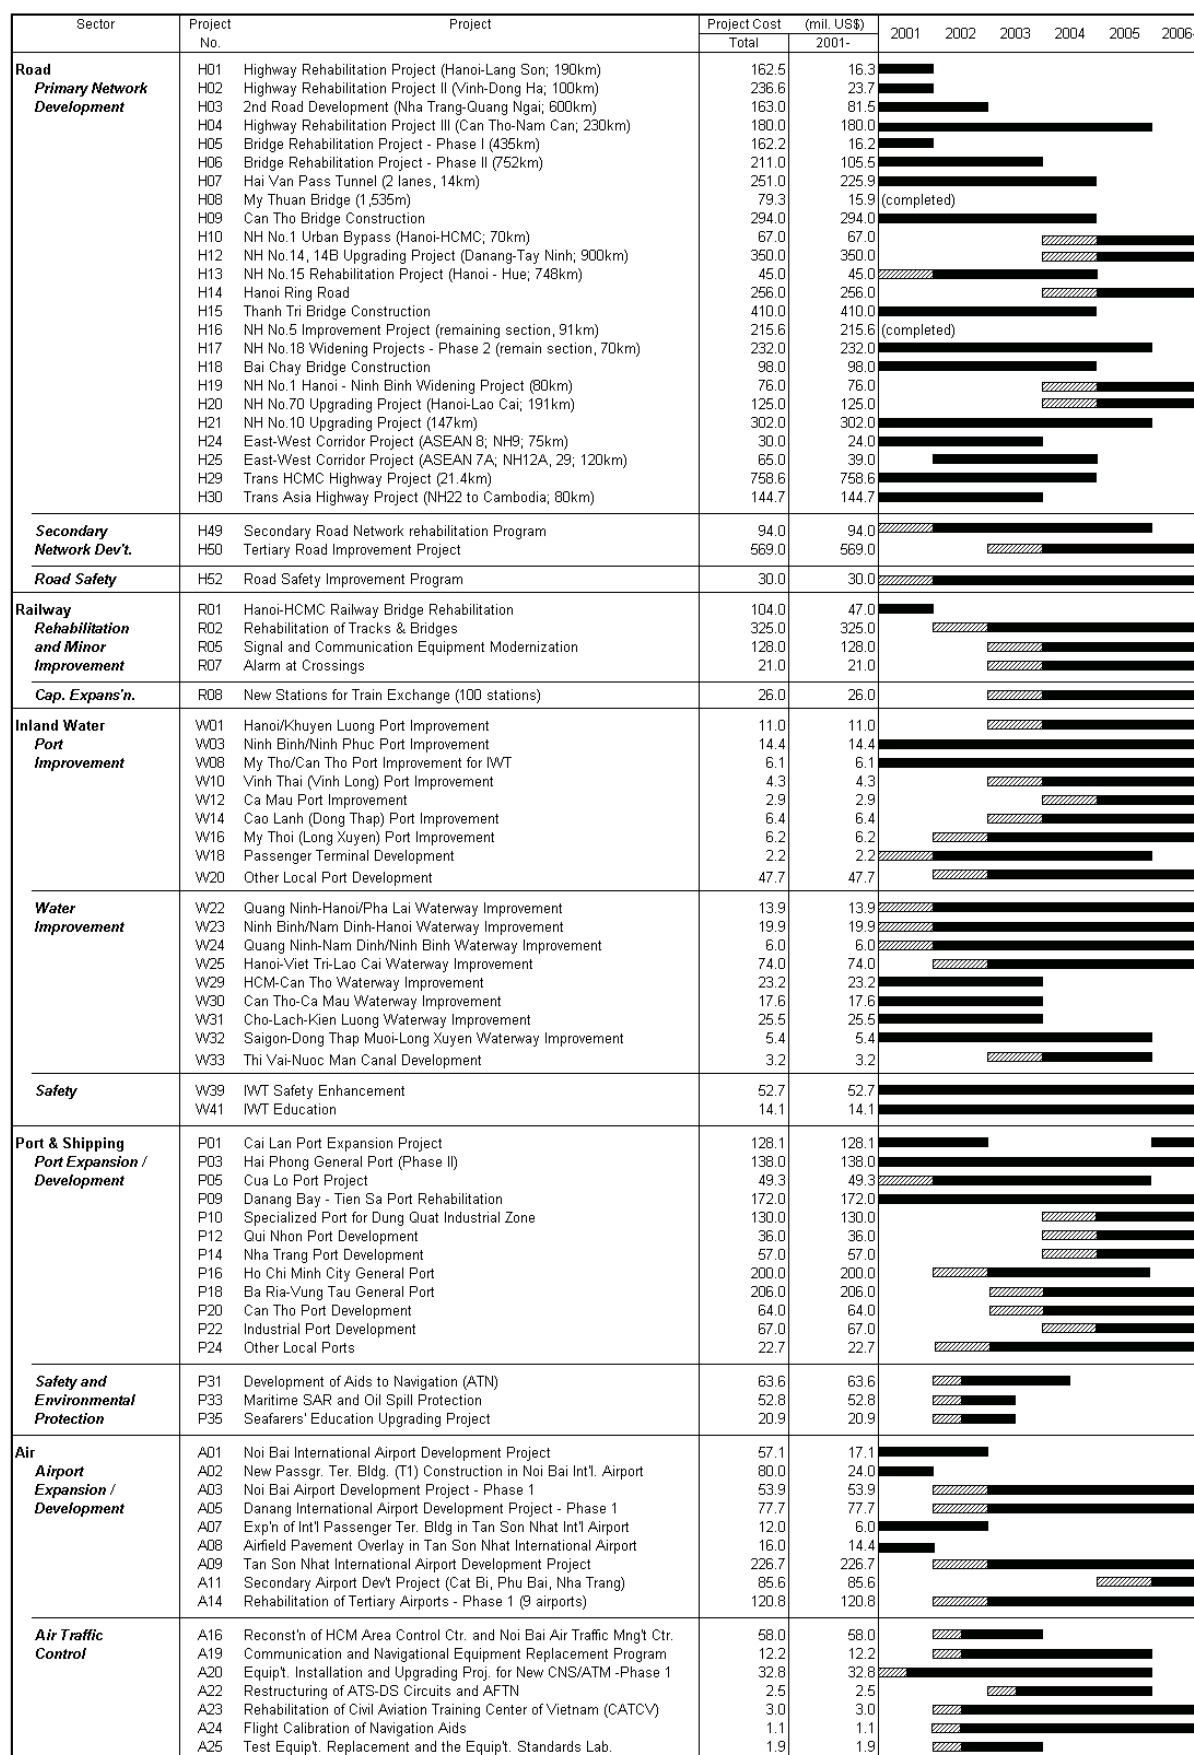 Sector Project Project Project Cost (mil. US$) 2001 2002 2003 2004 2005 2006-
No. Total 2001-
Road H01 Highway Rehabilitation Project (Hanoi-Lang Son; 190km) 162.5 16.3
Primary Network H02 Highway Rehabilitation Project II (Vinh-Dong Ha; 100km) 236.6 23.7
Development H03 2nd Road Development (Nha Trang-Quang Ngai; 600km) 163.0 81.5
H04 Highway Rehabilitation Project III (Can Tho-Nam Can; 230km) 180.0 180.0
H05 Bridge Rehabilitation Project - Phase I (435km) 162.2 16.2
H06 Bridge Rehabilitation Project - Phase II (752km) 211.0 105.5
H07 Hai Van Pass Tunnel (2 lanes, 14km) 251.0 225.9
H08 My Thuan Bridge (1,535m) 79.3 15.9 (completed)
H09 Can Tho Bridge Construction 294.0 294.0
H10 NH No.1 Urban Bypass (Hanoi-HCMC; 70km) 67.0 67.0
H12 NH No.14, 14B Upgrading Project (Danang-Tay Ninh; 900km) 350.0 350.0
H13 NH No.15 Rehabilitation Project (Hanoi - Hue; 748km) 45.0 45.0
H14 Hanoi Ring Road 256.0 256.0
H15 Thanh Tri Bridge Construction 410.0 410.0
H16 NH No.5 Improvement Project (remaining section, 91km) 215.6 215.6 (completed)
H17 NH No.18 Widening Projects - Phase 2 (remain section, 70km) 232.0 232.0
H18 Bai Chay Bridge Construction 98.0 98.0
H19 NH No.1 Hanoi - Ninh Binh Widening Project (80km) 76.0 76.0
H20 NH No.70 Upgrading Project (Hanoi-Lao Cai; 191km) 125.0 125.0
H21 NH No.10 Upgrading Project (147km) 302.0 302.0
H24 East-West Corridor Project (ASEAN 8; NH9; 75km) 30.0 24.0
H25 East-West Corridor Project (ASEAN 7A; NH12A, 29; 120km) 65.0 39.0
H29 Trans HCMC Highway Project (21.4km) 758.6 758.6
H30 Trans Asia Highway Project (NH22 to Cambodia; 80km) 144.7 144.7
Secondary H49 Secondary Road Network rehabilitation Program 94.0 94.0
Network Dev't. H50 Tertiary Road Improvement Project 569.0 569.0
Road Safety H52 Road Safety Improvement Program 30.0 30.0
Railway R01 Hanoi-HCMC Railway Bridge Rehabilitation 104.0 47.0
Rehabilitation R02 Rehabilitation of Tracks & Bridges 325.0 325.0
and Minor R05 Signal and Communication Equipment Modernization 128.0 128.0
Improvement R07 Alarm at Crossings 21.0 21.0
Cap. Expans'n. R08 New Stations for Train Exchange (100 stations) 26.0 26.0
Inland Water W01 Hanoi/Khuyen Luong Port Improvement 11.0 11.0
Port W03 Ninh Binh/Ninh Phuc Port Improvement 14.4 14.4
Improvement W08 My Tho/Can Tho Port Improvement for IWT 6.1 6.1
W10 Vinh Thai (Vinh Long) Port Improvement 4.3 4.3
W12 Ca Mau Port Improvement 2.9 2.9
W14 Cao Lanh (Dong Thap) Port Improvement 6.4 6.4
W16 My Thoi (Long Xuyen) Port Improvement 6.2 6.2
W18 Passenger Terminal Development 2.2 2.2
W20 Other Local Port Development 47.7 47.7
Water W22 Quang Ninh-Hanoi/Pha Lai Waterway Improvement 13.9 13.9
Improvement W23 Ninh Binh/Nam Dinh-Hanoi Waterway Improvement 19.9 19.9
W24 Quang Ninh-Nam Dinh/Ninh Binh Waterway Improvement 6.0 6.0
W25 Hanoi-Viet Tri-Lao Cai Waterway Improvement 74.0 74.0
W29 HCM-Can Tho Waterway Improvement 23.2 23.2
W30 Can Tho-Ca Mau Waterway Improvement 17.6 17.6
W31 Cho-Lach-Kien Luong Waterway Improvement 25.5 25.5
W32 Saigon-Dong Thap Muoi-Long Xuyen Waterway Improvement 5.4 5.4
W33 Thi Vai-Nuoc Man Canal Development 3.2 3.2
Safety W39 IWT Safety Enhancement 52.7 52.7
W41 IWT Education 14.1 14.1
Port & Shipping P01 Cai Lan Port Expansion Project 128.1 128.1
Port Expansion / P03 Hai Phong General Port (Phase II) 138.0 138.0
Development P05 Cua Lo Port Project 49.3 49.3
P09 Danang Bay - Tien Sa Port Rehabilitation 172.0 172.0
P10 Specialized Port for Dung Quat Industrial Zone 130.0 130.0
P12 Qui Nhon Port Development 36.0 36.0
P14 Nha Trang Port Development 57.0 57.0
P16 Ho Chi Minh City General Port 200.0 200.0
P18 Ba Ria-Vung Tau General Port 206.0 206.0
P20 Can Tho Port Development 64.0 64.0
P22 Industrial Port Development 67.0 67.0
P24 Other Local Ports 22.7 22.7
Safety and P31 Development of Aids to Navigation (ATN) 63.6 63.6
Environmental P33 Maritime SAR and Oil Spill Protection 52.8 52.8
Protection P35 Seafarers' Education Upgrading Project 20.9 20.9
Air A01 Noi Bai International Airport Development Project 57.1 17.1
Airport A02 New Passgr. Ter. Bldg. (T1) Construction in Noi Bai Int'l. Airport 80.0 24.0
Expansion / A03 Noi Bai Airport Development Project - Phase 1 53.9 53.9
Development A05 Danang International Airport Development Project - Phase 1 77.7 77.7
A07 Exp'n of Int'l Passenger Ter. Bldg in Tan Son Nhat Int'l Airport 12.0 6.0
A08 Airfield Pavement Overlay in Tan Son Nhat International Airport 16.0 14.4
A09 Tan Son Nhat International Airport Development Project 226.7 226.7
A11 Secondary Airport Dev't Project (Cat Bi, Phu Bai, Nha Trang) 85.6 85.6
A14 Rehabilitation of Tertiary Airports - Phase 1 (9 airports) 120.8 120.8
Air Traffic A16 Reconst'n of HCM Area Control Ctr. and Noi Bai Air Traffic Mng't Ctr. 58.0 58.0
Control A19 Communication and Navigational Equipment Replacement Program 12.2 12.2
A20 Equip't. Installation and Upgrading Proj. for New CNS/ATM -Phase 1 32.8 32.8
A22 Restructuring of ATS-DS Circuits and AFTN 2.5 2.5
A23 Rehabilitation of Civil Aviation Training Center of Vietnam (CATCV) 3.0 3.0
A24 Flight Calibration of Navigation Aids 1.1 1.1
A25 Test Equip't. Replacement and the Equip't. Standards Lab. 1.9 1.9